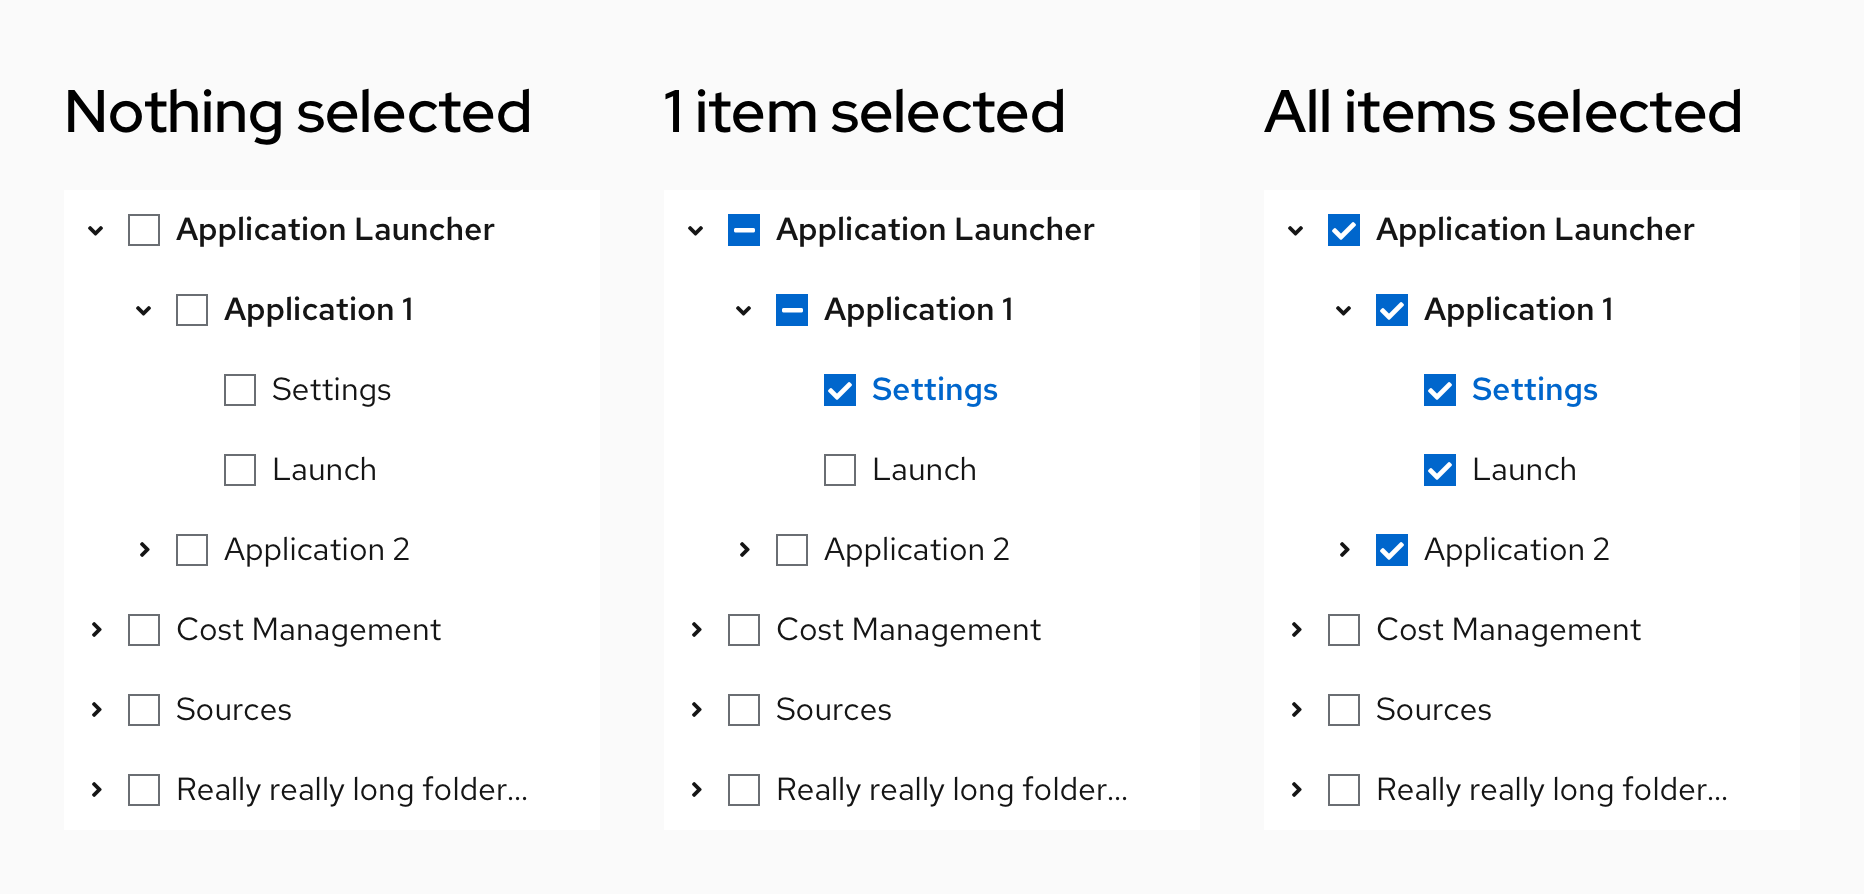 Nothing selected
Application Launcher
Application 1
Settings
Launch
Application 2
Cost Management
Sources
Really really long folder...
1 item selected
Application Launcher
Application 1
Settings
Launch
Application 2
Cost Management
Sources
Really really long folder...
All items selected
Application Launcher
Application 1
Settings
Launch
Application 2
Cost Management
Sources
Really really long folder...